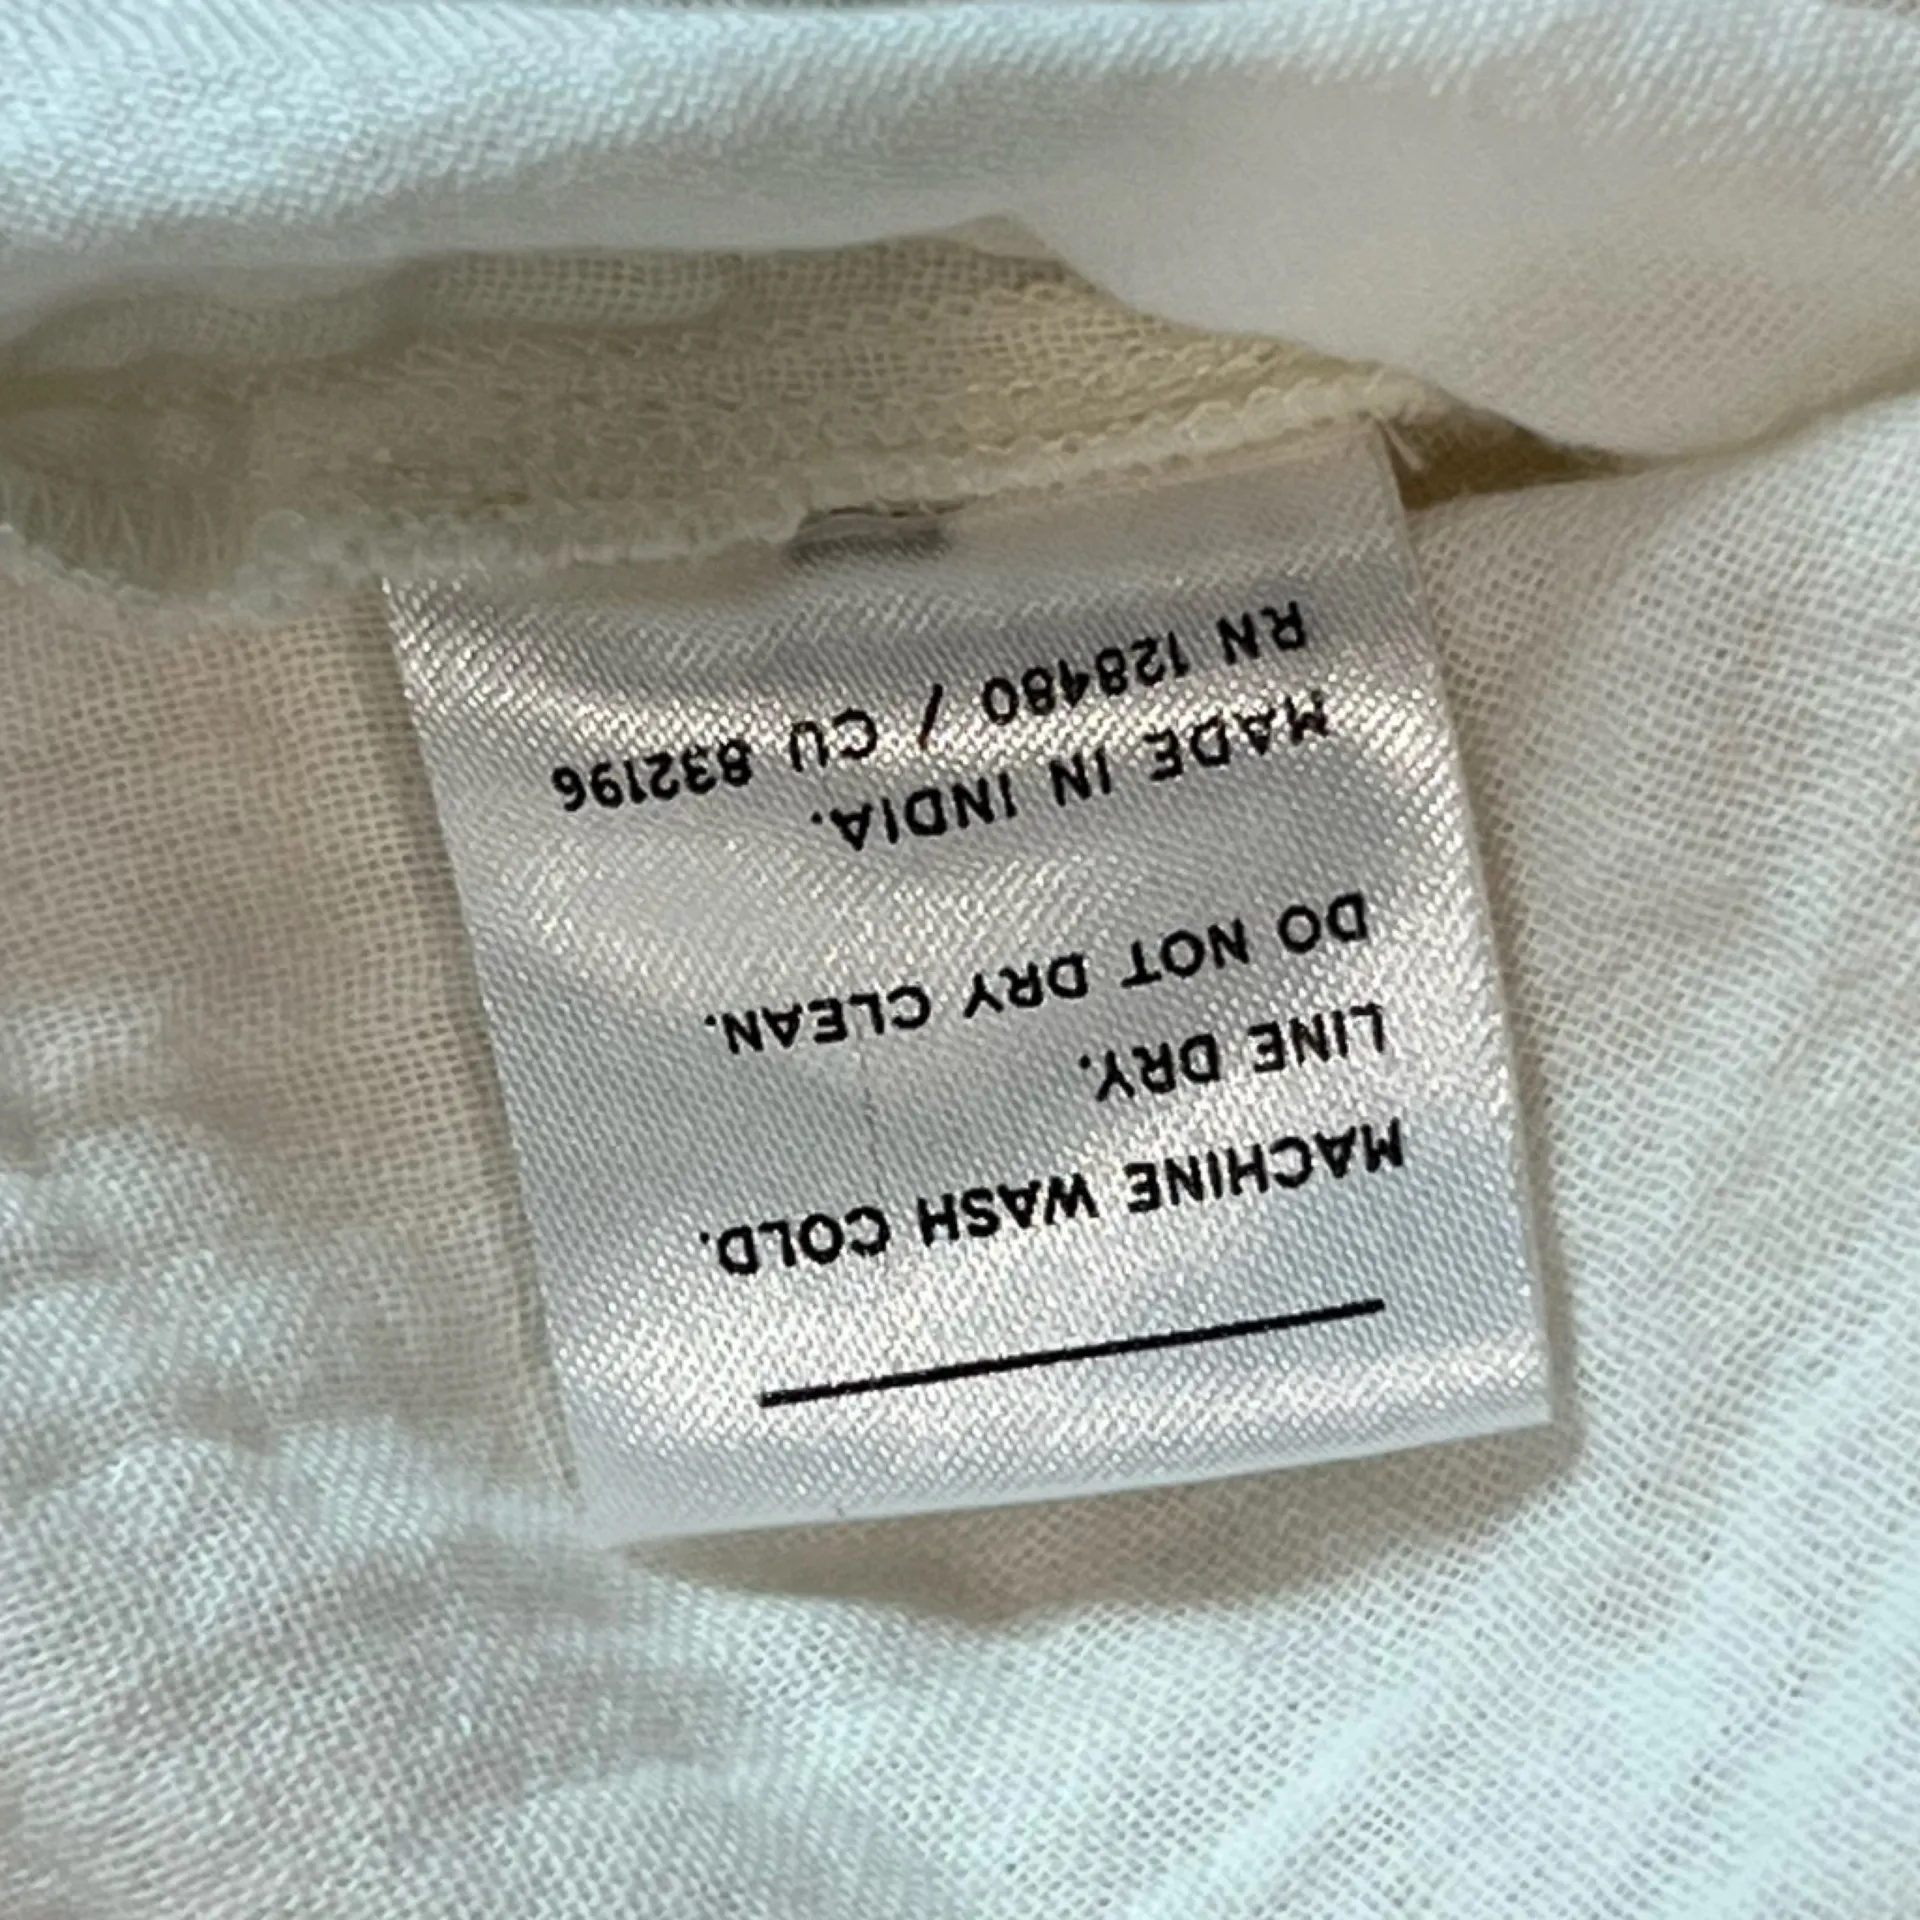 MACHINE WASH COLD.
LINE DRY.
DO NOT DRY CLEAN.
MADE IN INDIA.
RN 128480 / CU 832196